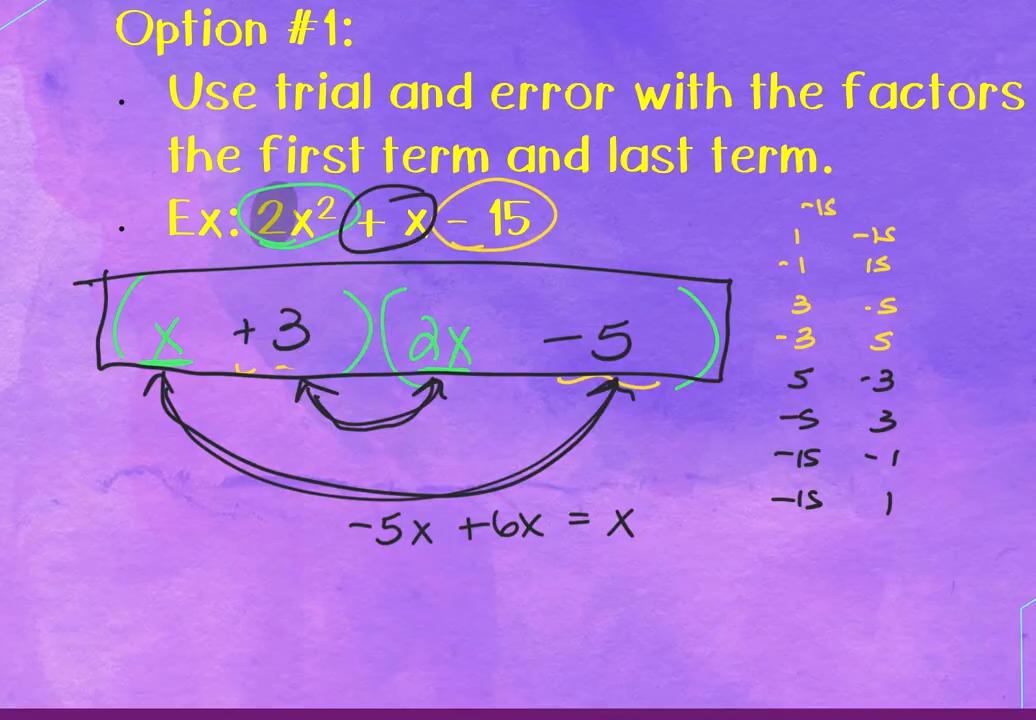 Option #1:
. Use trial and error with the factors
the first term and last term.
. Ex: 2x² + x - 15
(x + 3)(2x - 5)
-5x +6x = x
-15
1 -15
-1 15
3 -5
-3 5
5 -3
-5 3
-15 -1
-15 1